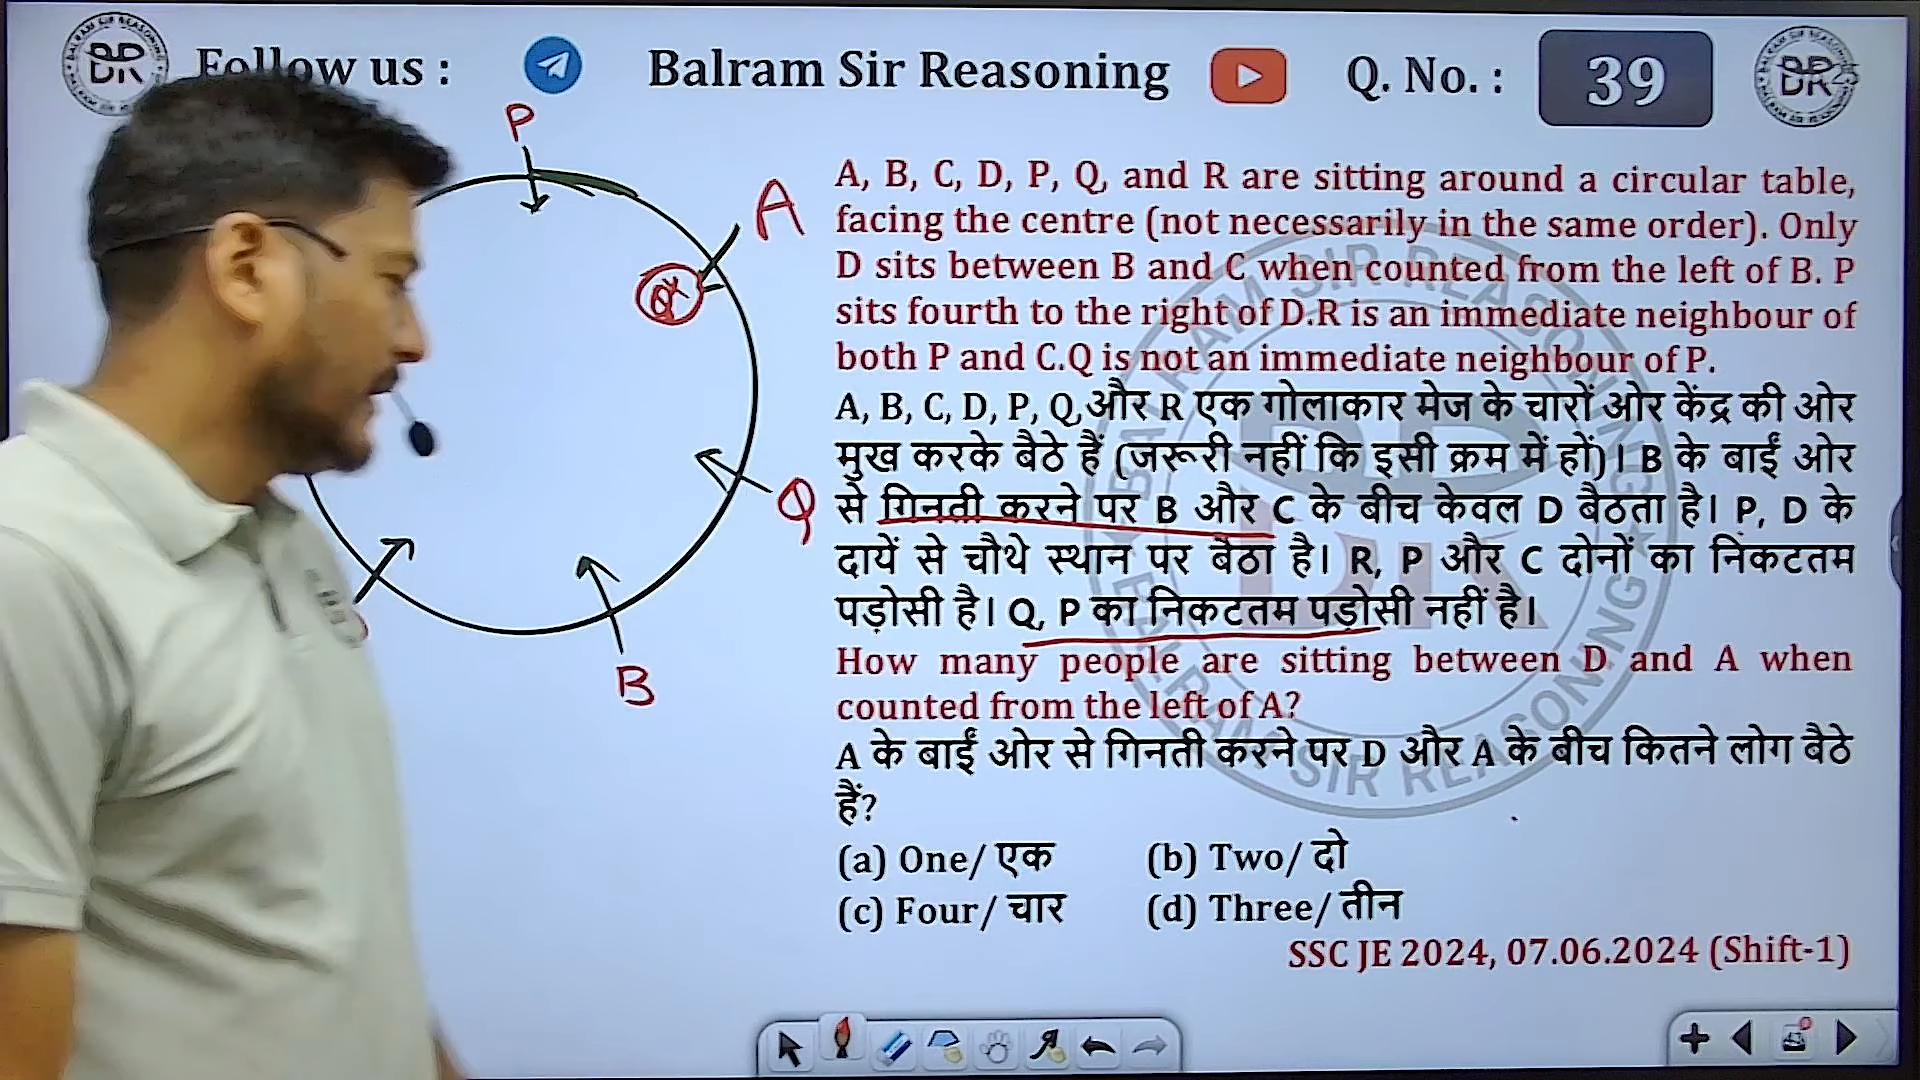 Follow us :
Balram Sir Reasoning
Q. No. :
39
P
A
Q
B
A, B, C, D, P, Q, and R are sitting around a circular table,
facing the centre (not necessarily in the same order). Only
D sits between B and C when counted from the left of B. P
sits fourth to the right of D.R is an immediate neighbour of
both P and C.Q is not an immediate neighbour of P.
A, B, C, D, P, Q,और R एक गोलाकार मेज के चारों ओर केंद्र की ओर
मुख करके बैठे हैं (जरूरी नहीं कि इसी क्रम में हों)। B के बाईं ओर
से गिनती करने पर B और C के बीच केवल D बैठता है। P, D के
दायें से चौथे स्थान पर बैठा है। R, P और C दोनों का निकटतम
पड़ोसी है। Q, P का निकटतम पड़ोसी नहीं है।
How many people are sitting between D and A when
counted from the left of A?
A के बाईं ओर से गिनती करने पर D और A के बीच कितने लोग बैठे
हैं?
(a) One/ एक (b) Two/ दो
(c) Four/ चार (d) Three/ तीन
SSC JE 2024, 07.06.2024 (Shift-1)
BALRAM SIR REASONING